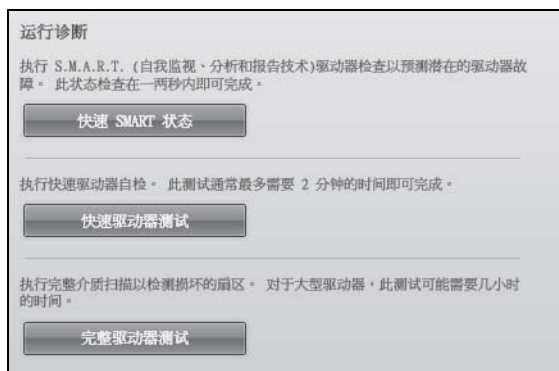 运行诊断
执行 S.M.A.R.T. (自我监视、分析和报告技术)驱动器检查以预测潜在的驱动器故
障。 此状态检查在一两秒内即可完成。
快速 SMART 状态
执行快速驱动器自检。 此测试通常最多需要 2 分钟的时间即可完成。
快速驱动器测试
执行完整介质扫描以检测损坏的扇区。 对于大型驱动器，此测试可能需要几小时
的时间。
完整驱动器测试